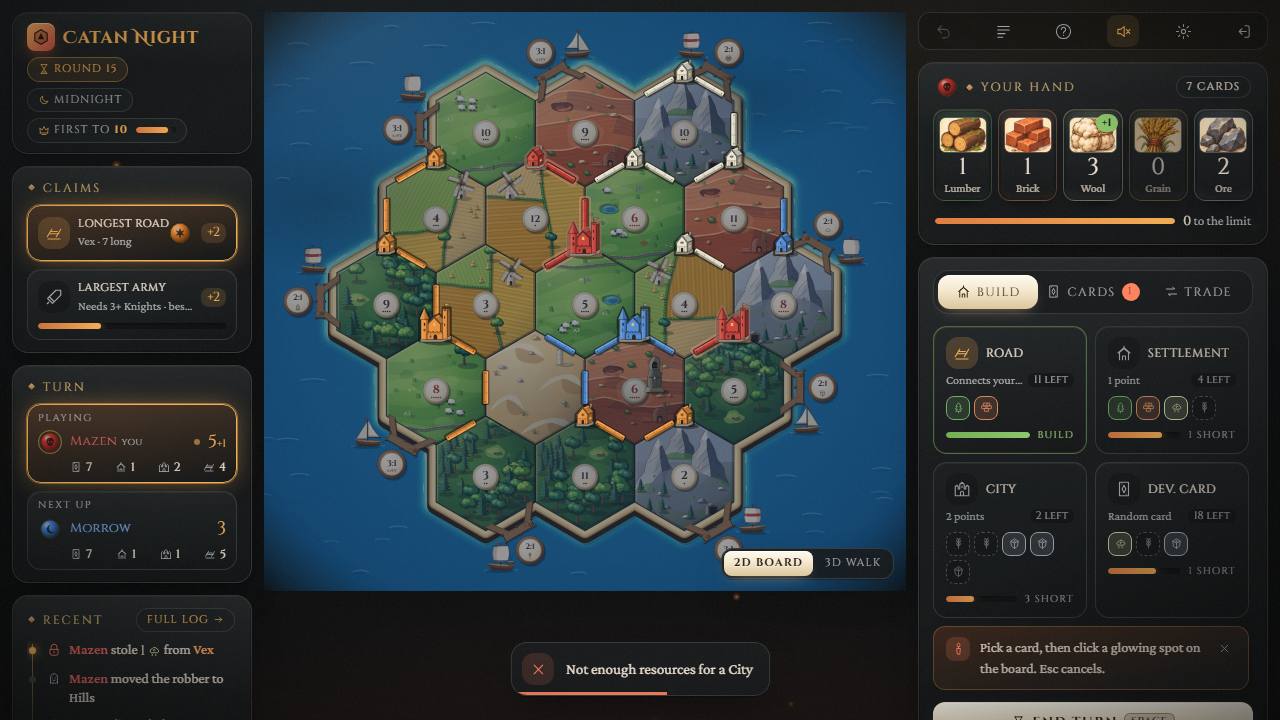 CATAN NIGHT
ROUND 15
MIDNIGHT
FIRST TO 10
CLAIMS
LONGEST ROAD
Vex · 7 long
+2
LARGEST ARMY
Needs 3+ Knights · bes...
+2
TURN
PLAYING
MAZEN YOU
5+1
7 1 2 4
NEXT UP
MORROW
3
7 1 1 5
RECENT
FULL LOG →
Mazen stole 1 from Vex
Mazen moved the robber to
Hills
3:1
2:1
3:1
10 9 10
4 12 6 11
2:1
2:1
9 3 5 4 8
8 6 5
2:1
3:1
3 11 2
2:1
2D BOARD
3D WALK
Not enough resources for a City
YOUR HAND
7 CARDS
+1
1 1 3 0 2
Lumber Brick Wool Grain Ore
0 to the limit
BUILD
CARDS 1
TRADE
ROAD
Connects your... 11 LEFT
BUILD
SETTLEMENT
1 point 4 LEFT
1 SHORT
CITY
2 points 2 LEFT
3 SHORT
DEV. CARD
Random card 18 LEFT
1 SHORT
Pick a card, then click a glowing spot on
the board. Esc cancels.
END TURN SPACE